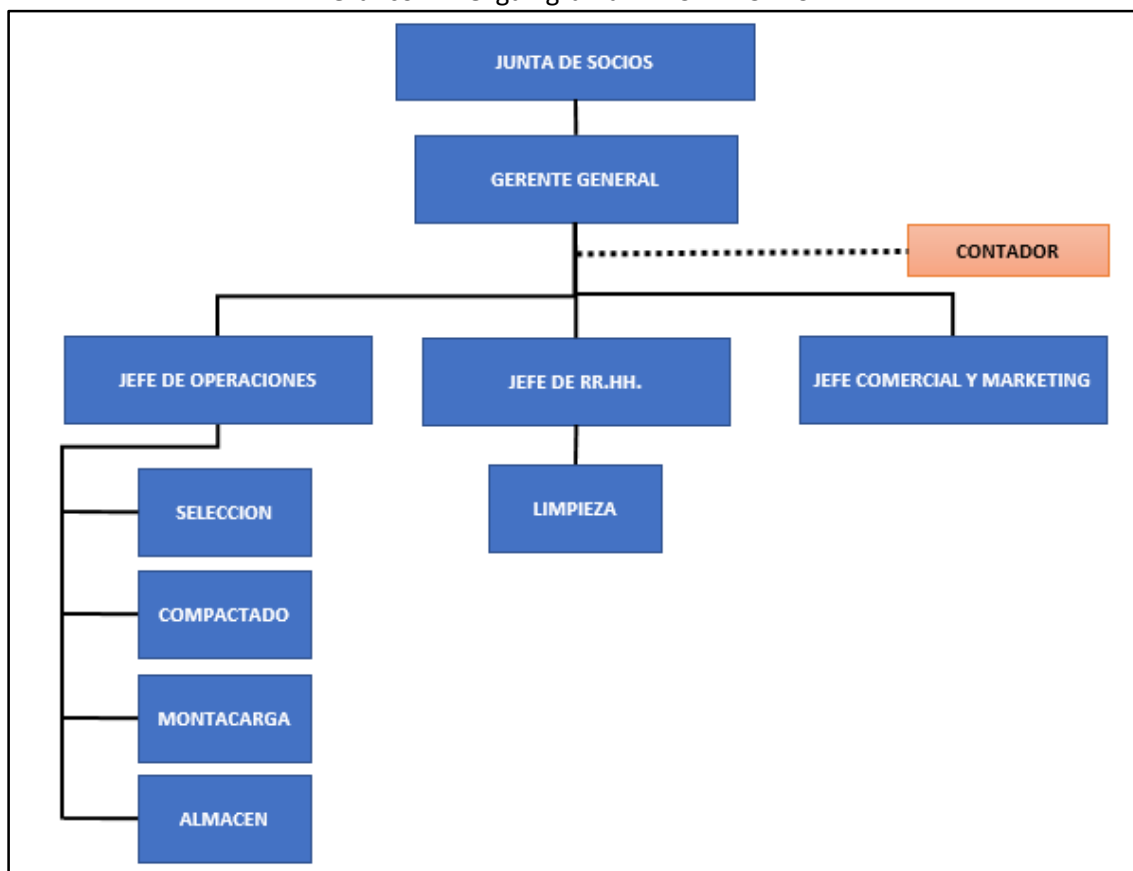 JUNTA DE SOCIOS
GERENTE GENERAL
CONTADOR
JEFE DE OPERACIONES
JEFE DE RR.HH.
JEFE COMERCIAL Y MARKETING
SELECCION
LIMPIEZA
COMPACTADO
MONTACARGA
ALMACEN